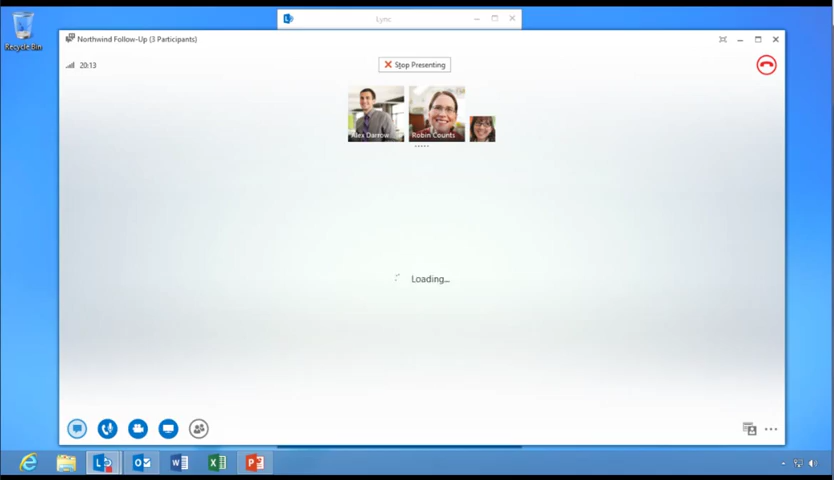 Lync
Recycle Bin
Northwind Follow-Up (3 Participants)
20:13
Stop Presenting
Alex Darrow
Robin Counts
Loading...